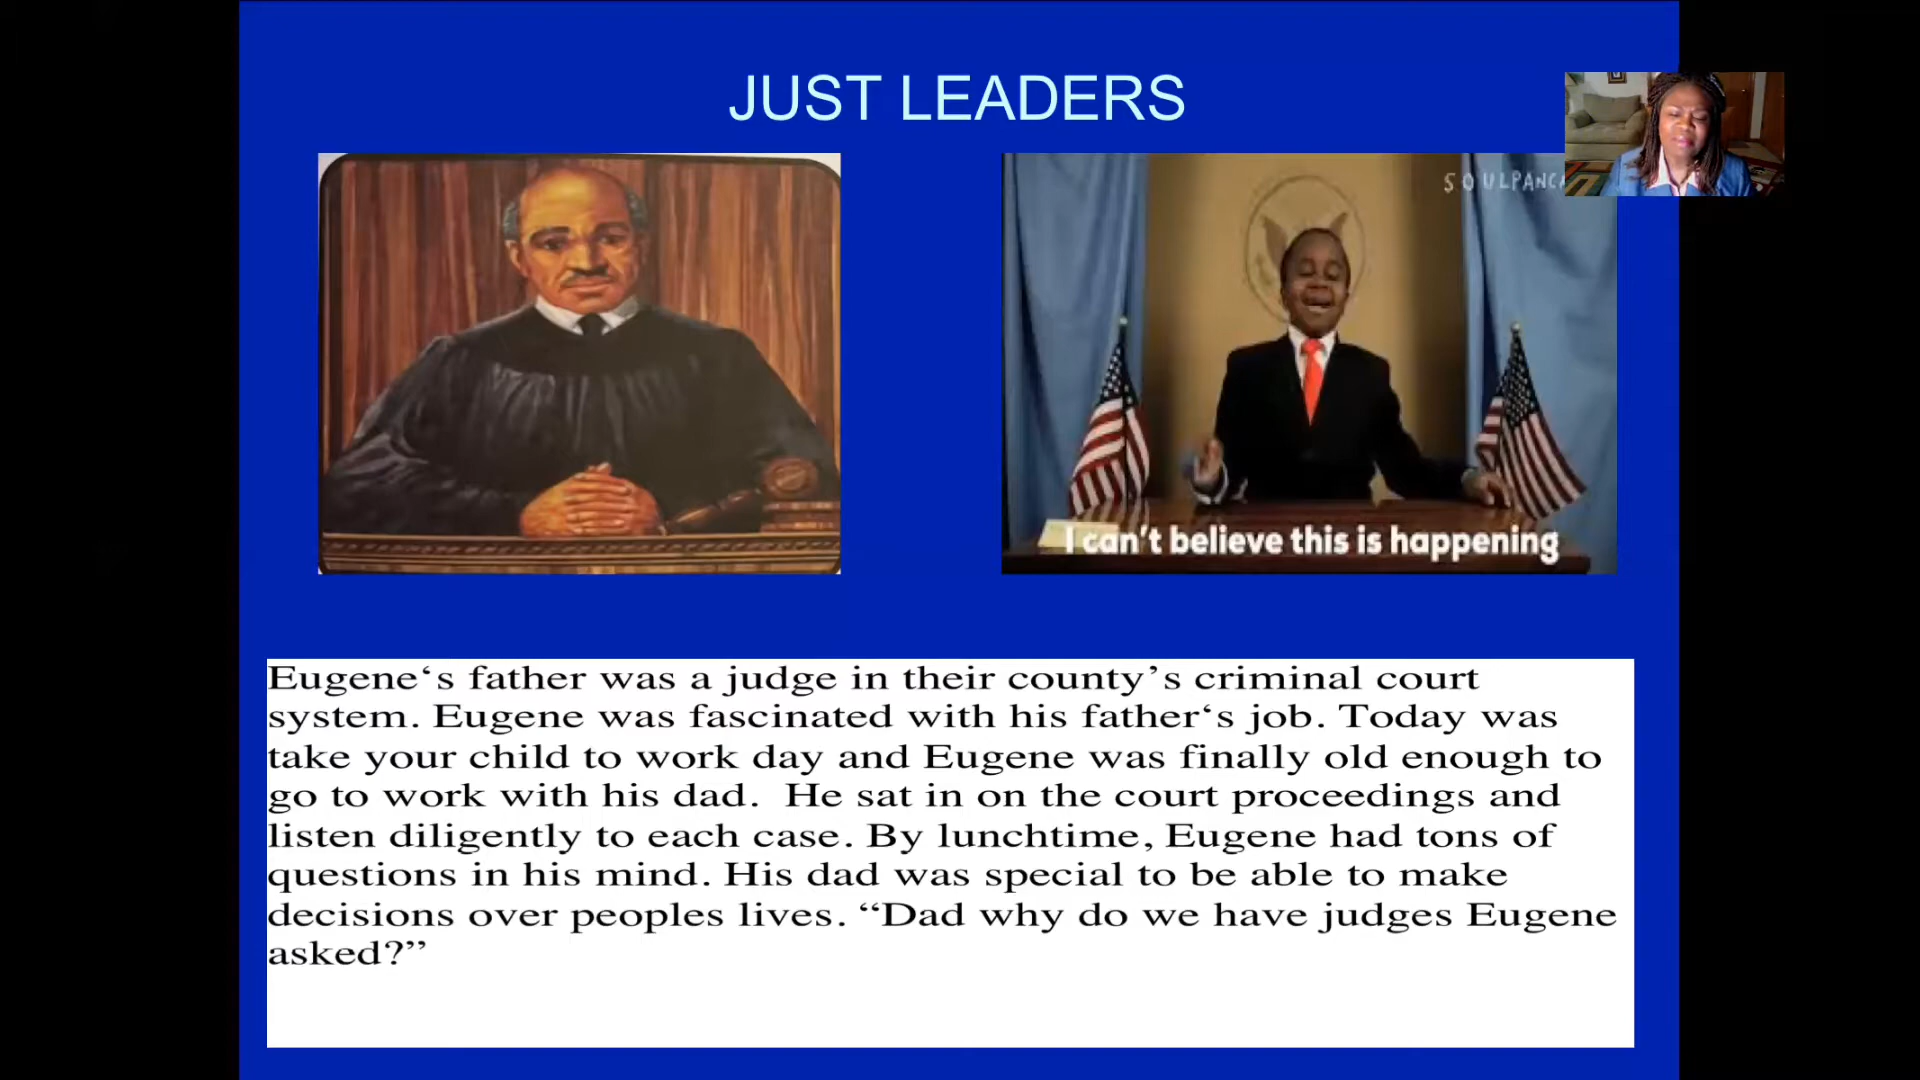 JUST LEADERS
SOULPANCA
I can't believe this is happening
Eugene‘s father was a judge in their county’s criminal court
system. Eugene was fascinated with his father‘s job. Today was
take your child to work day and Eugene was finally old enough to
go to work with his dad.  He sat in on the court proceedings and
listen diligently to each case. By lunchtime, Eugene had tons of
questions in his mind. His dad was special to be able to make
decisions over peoples lives. “Dad why do we have judges Eugene
asked?”